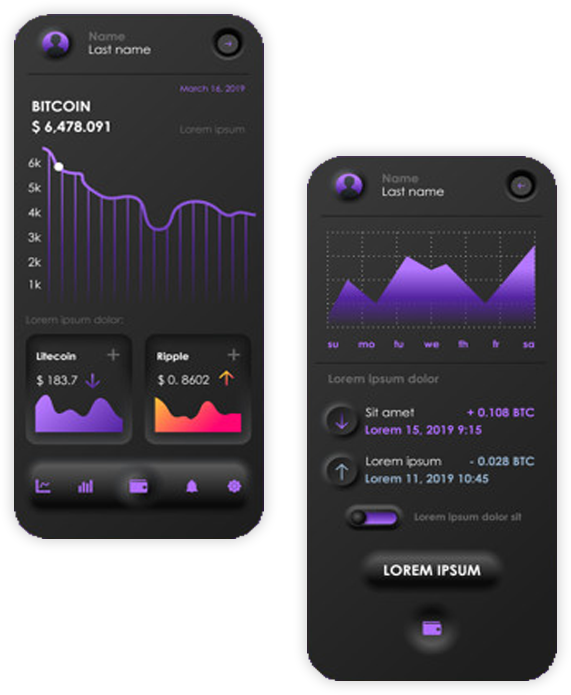 Name
Last name
March 16, 2019
BITCOIN
$ 6,478.091
Lorem ipsum
6k
5k
4k
3k
2k
1k
Lorem ipsum dolor:
Litecoin
$ 183.7
Ripple
$ 0. 8602
Name
Last name
su mo tu we th fr sa
Lorem ipsum dolor
Sit amet + 0.108 BTC
Lorem 15, 2019 9:15
Lorem ipsum - 0.028 BTC
Lorem 11, 2019 10:45
Lorem ipsum dolor sit
LOREM IPSUM